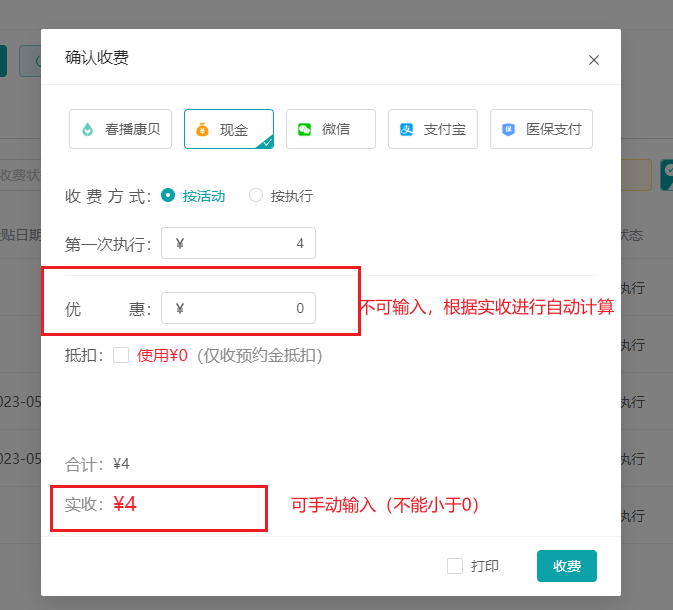 确认收费
春播康贝 现金 微信 支付宝 医保支付
收费状
收费方式： 按活动 按执行
贴日期 第一次执行： ¥ 4 状态
执行
优惠： ¥ 0 不可输入，根据实收进行自动计算
抵扣： 使用¥0（仅收预约金抵扣） 执行
023-05 执行
023-05 合计：¥4 执行
实收：¥4 可手动输入（不能小于0）
执行
打印 收费